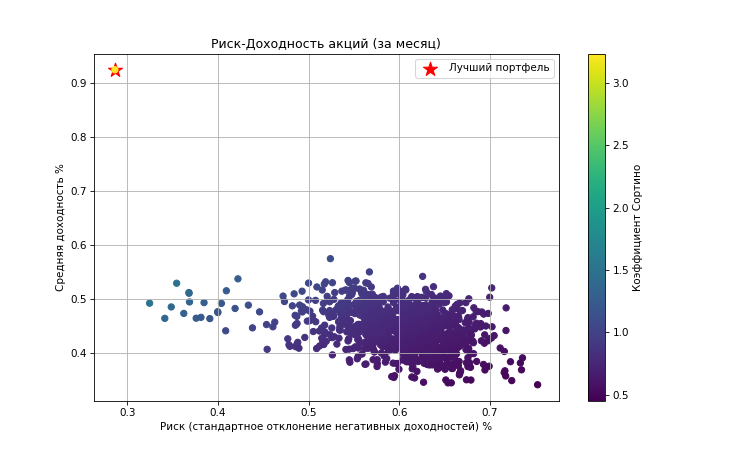 Риск-Доходность акций (за месяц)
Лучший портфель
Средняя доходность %
0.9
0.8
0.7
0.6
0.5
0.4
0.3 0.4 0.5 0.6 0.7
Риск (стандартное отклонение негативных доходностей) %
3.0
2.5
2.0
1.5
1.0
0.5
Коэффициент Сортино